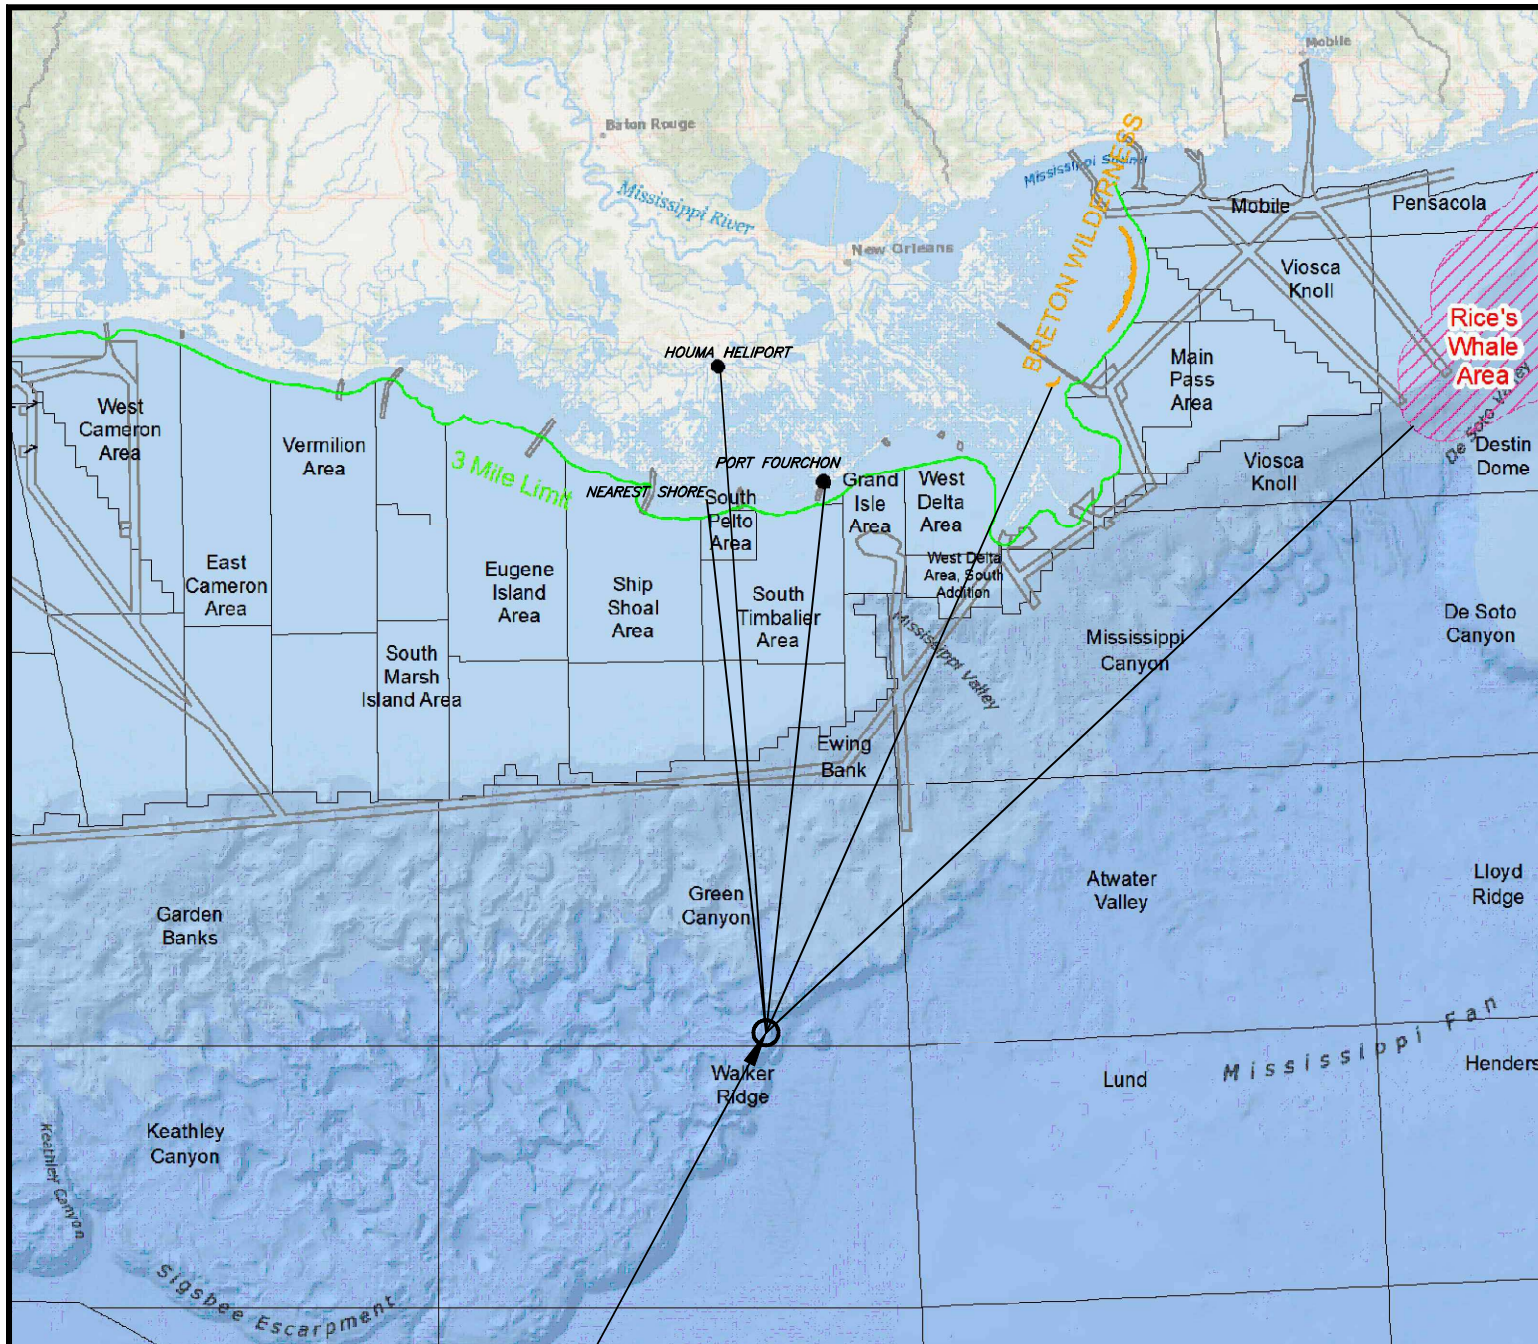 Mobile
Baton Rouge
Mississippi River
New Orleans
Mississippi Sound
BRETON WILDERNESS
Mobile
Pensacola
Viosca
Knoll
Rice's
Whale
Area
De Soto Valley
Main
Pass
Area
Destin
Dome
Viosca
Knoll
HOUMA HELIPORT
PORT FOURCHON
NEAREST SHORE
3 Mile Limit
West
Cameron
Area
Vermilion
Area
South
Pelto
Area
Grand
Isle
Area
West
Delta
Area
West Delta
Area, South
Addition
East
Cameron
Area
Eugene
Island
Area
Ship
Shoal
Area
South
Timbalier
Area
South
Marsh
Island Area
Mississippi Valley
Mississippi
Canyon
De Soto
Canyon
Ewing
Bank
Garden
Banks
Green
Canyon
Atwater
Valley
Lloyd
Ridge
Mississippi Fan
Walker
Ridge
Lund
Henders
Keathley
Canyon
Keathley Canyon
Sigsbee Escarpment